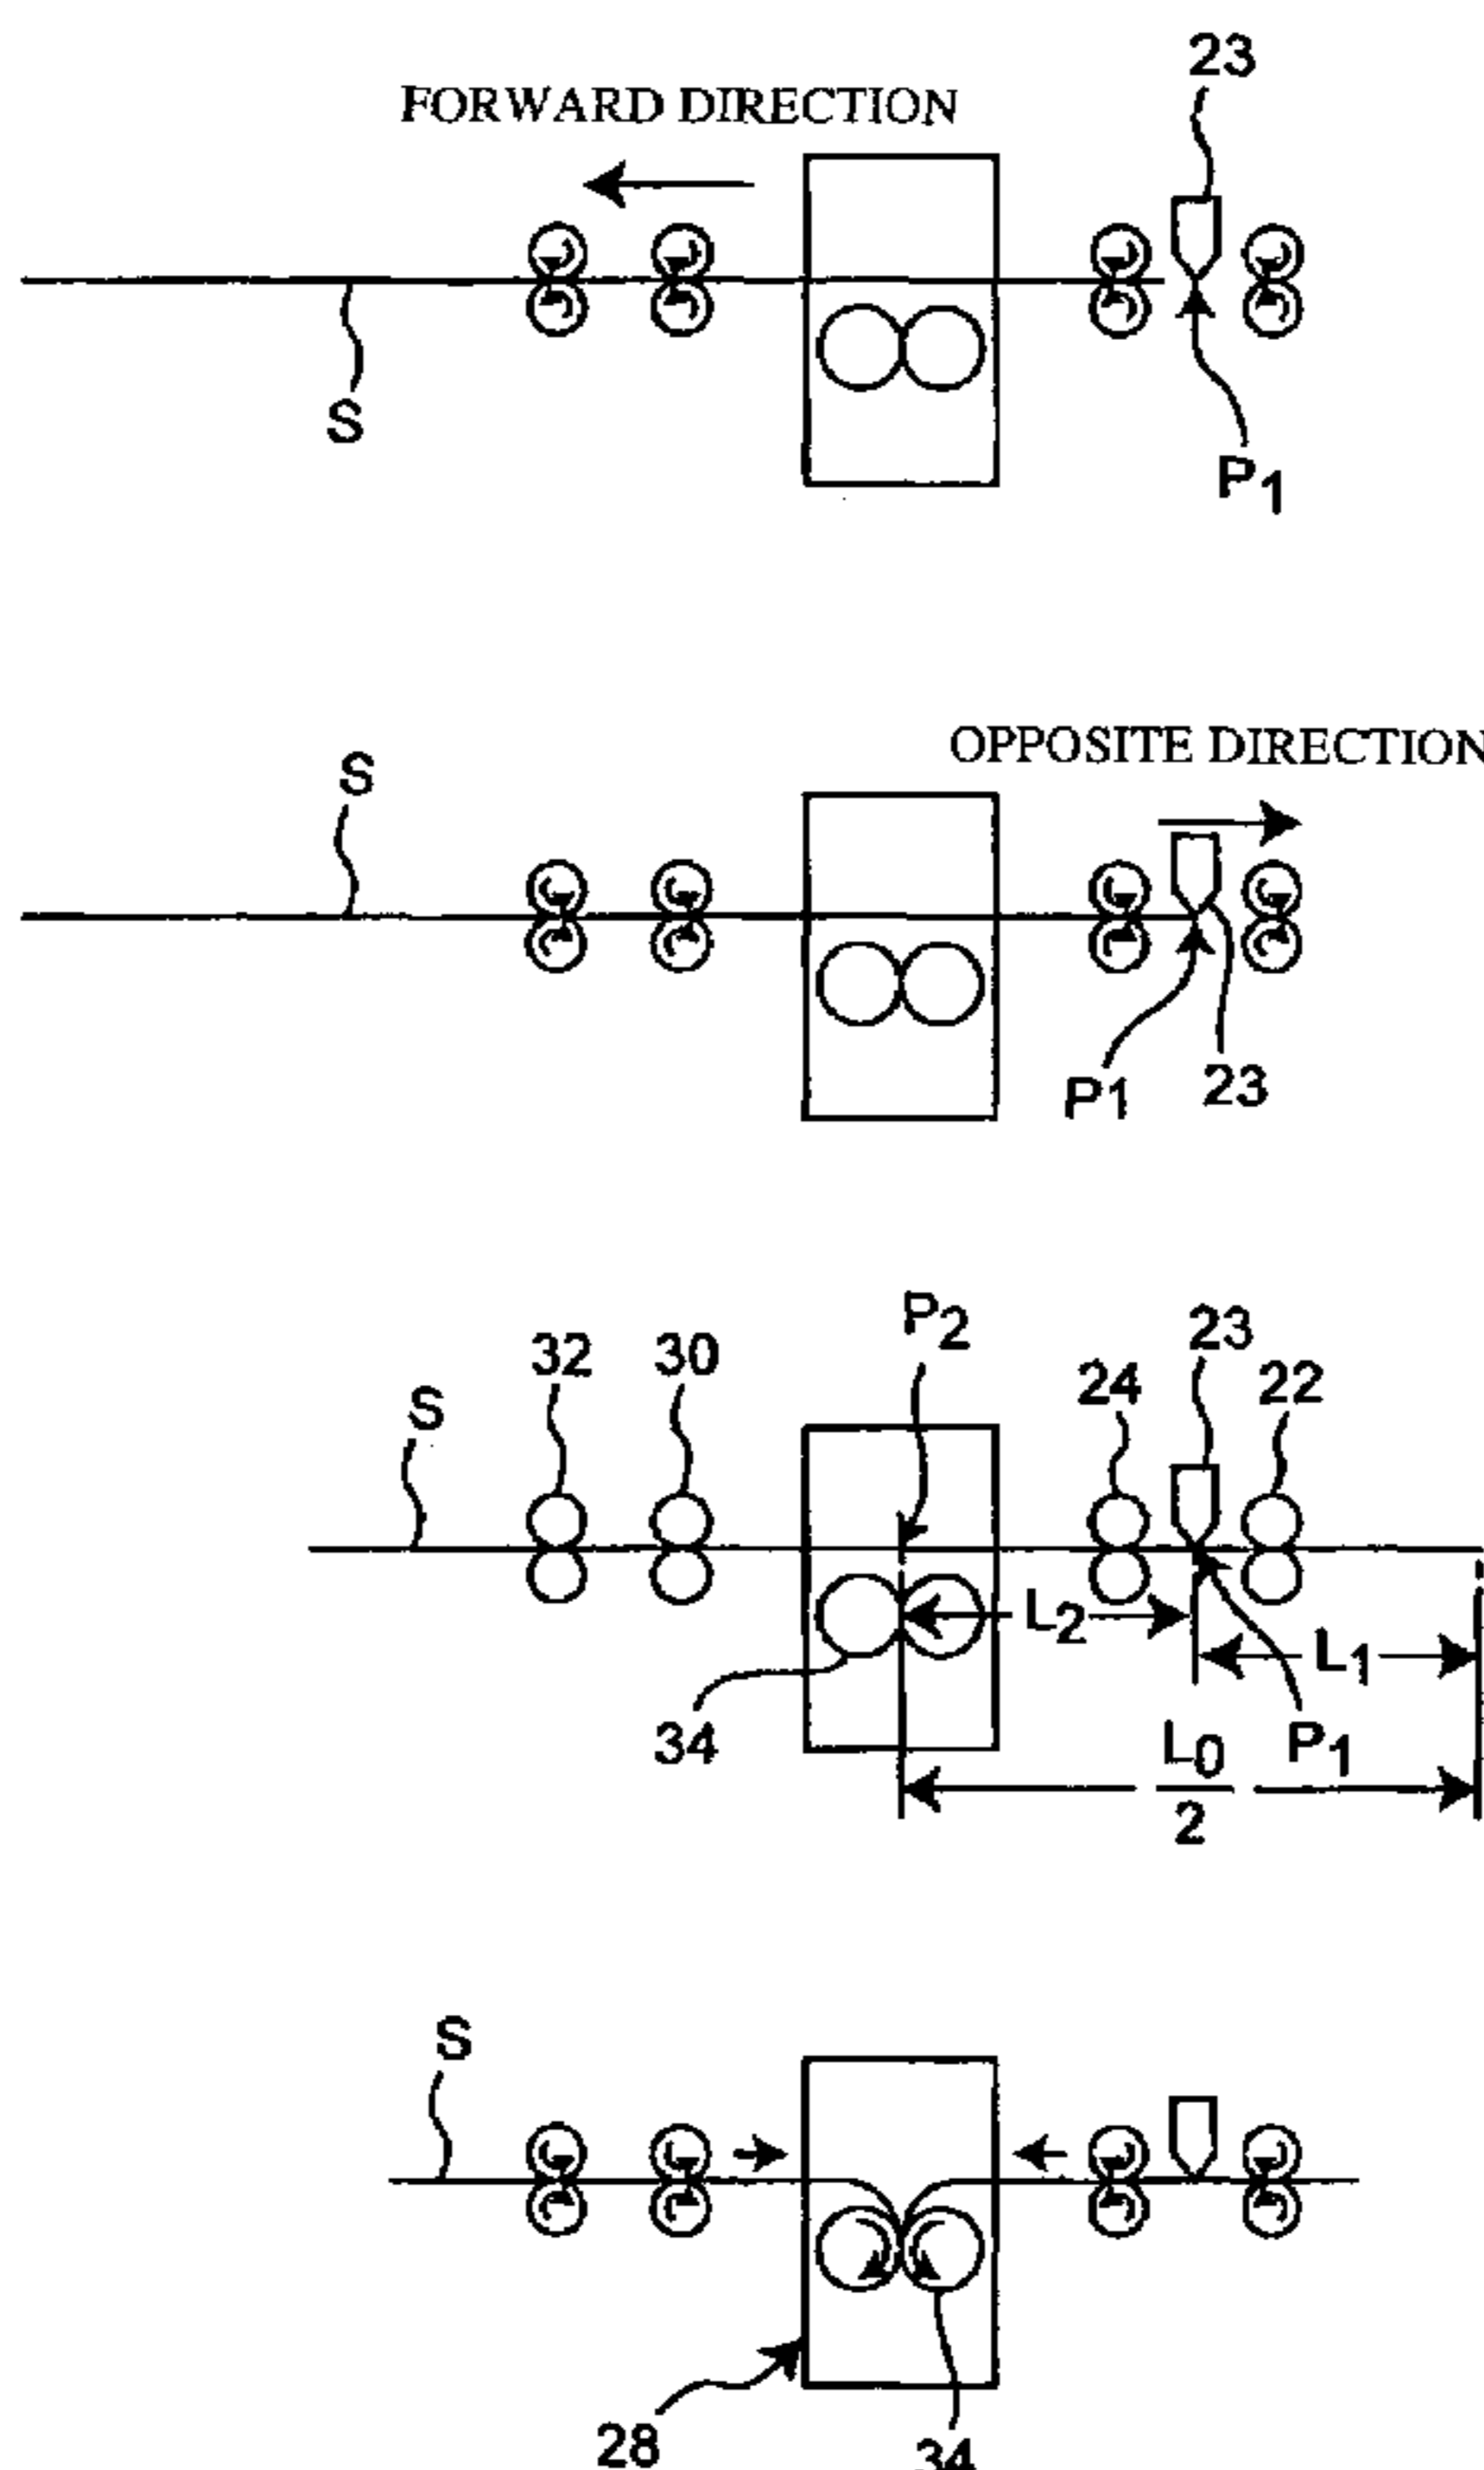 23
FORWARD DIRECTION
S
P1
OPPOSITE DIRECTION
S
P1
23
P2
23
32
30
24
22
S
L2
L1
34
P1
L0
2
S
28
34